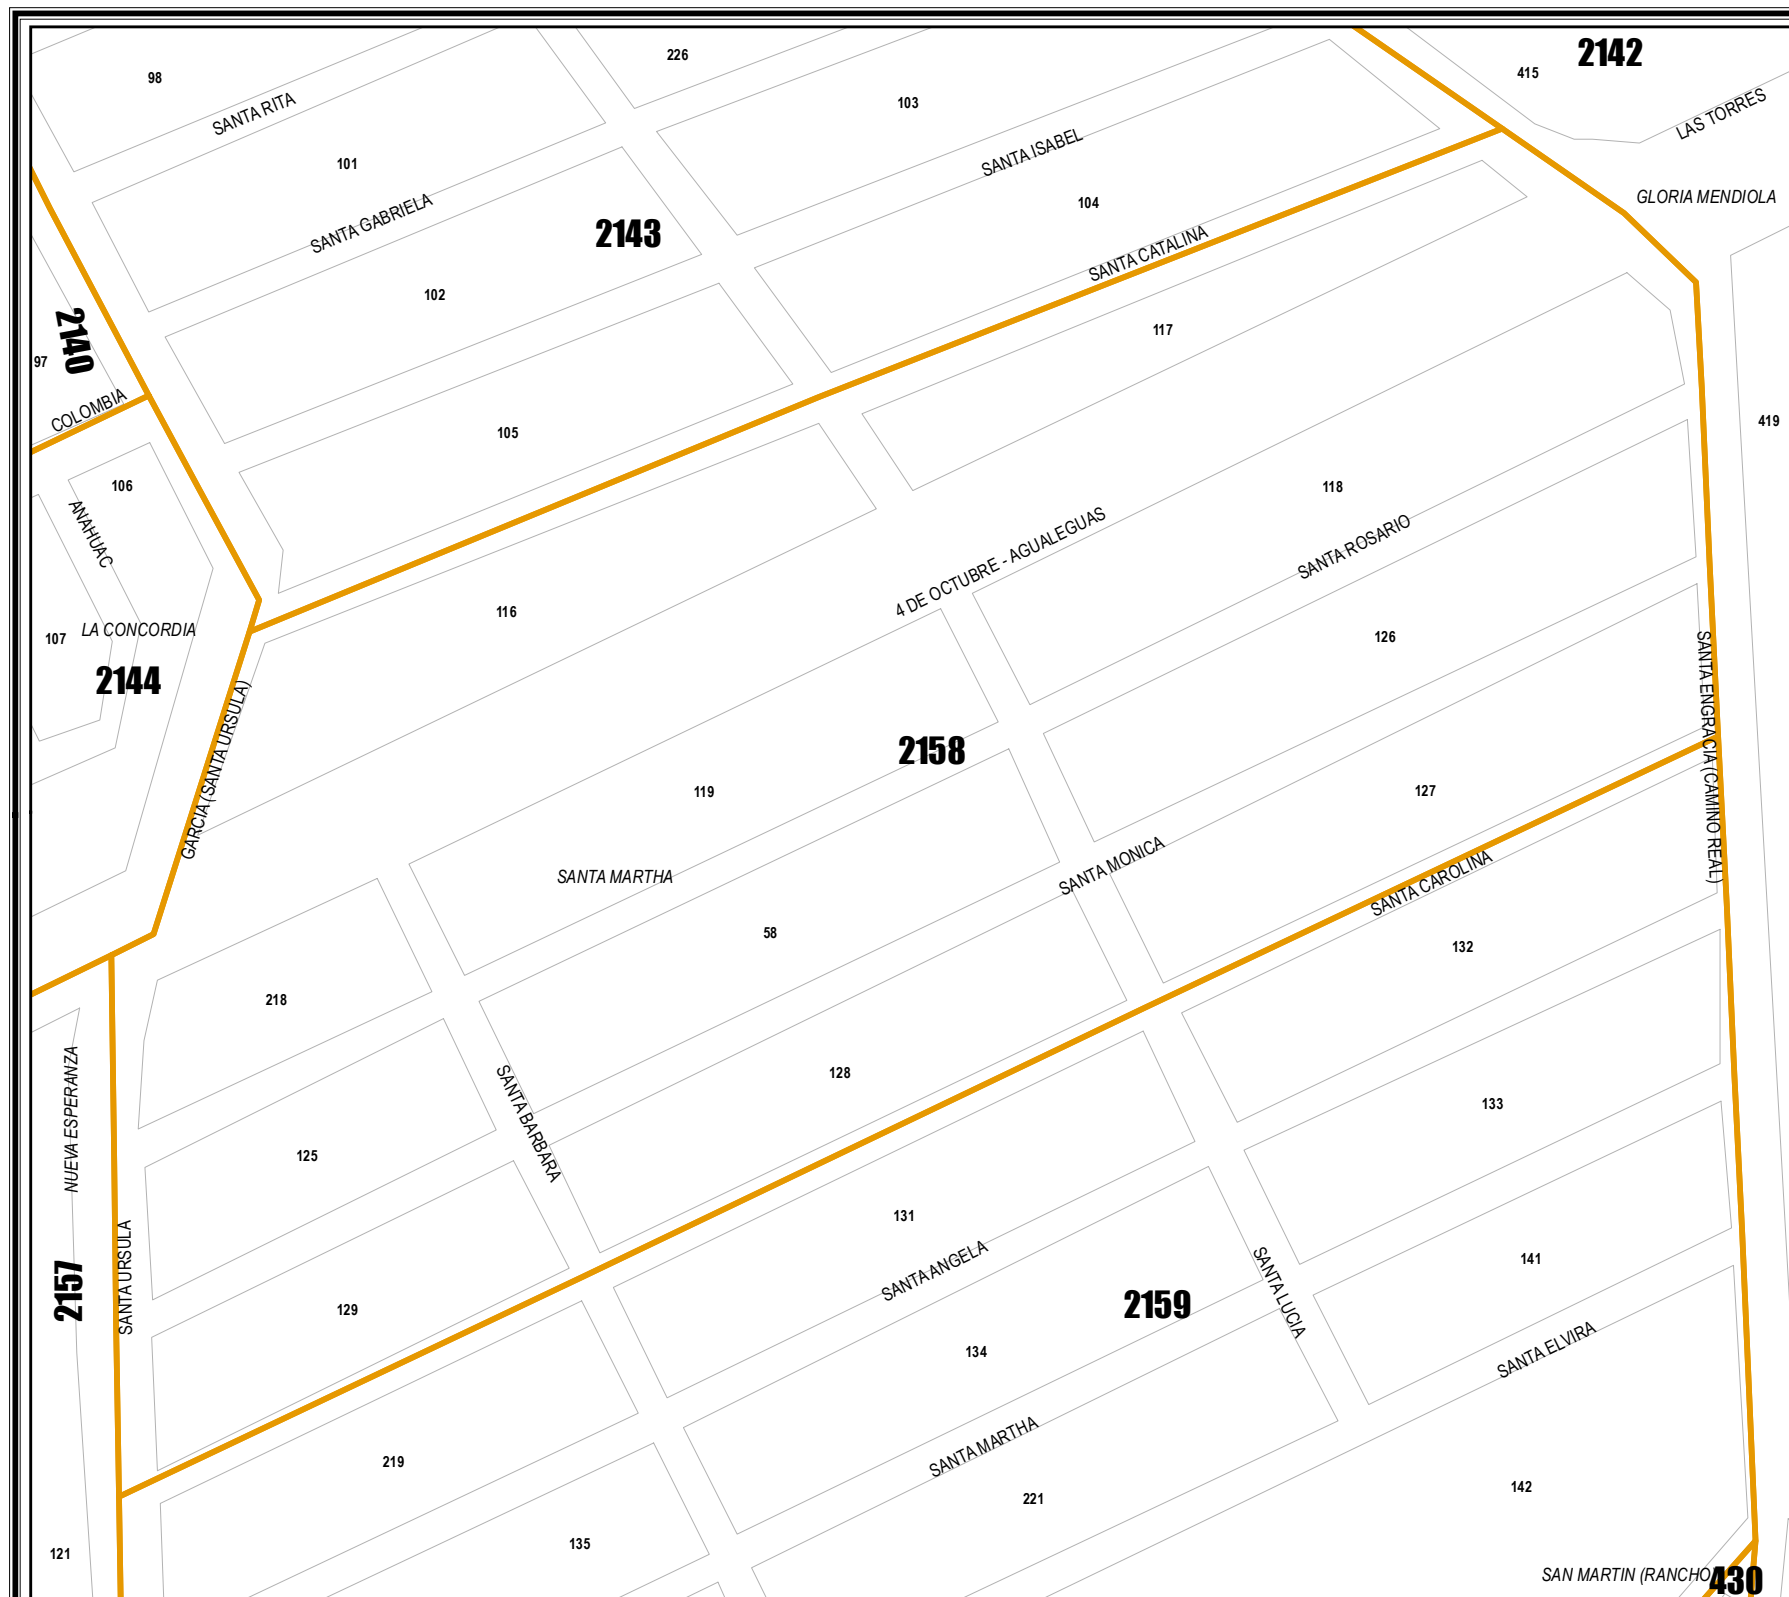 2142
226
415
98
103
LAS TORRES
SANTA RITA
SANTA ISABEL
101
GLORIA MENDIOLA
104
SANTA GABRIELA
2143
SANTA CATALINA
102
117
2140
97
COLOMBIA
419
105
106
118
ANAHUAC
4 DE OCTUBRE - AGUALEGUAS
SANTA ROSARIO
116
LA CONCORDIA
107
126
2144
SANTA ENGRACIA (CAMINO REAL)
GARCIA (SANTA URSULA)
2158
119
127
SANTA MONICA
SANTA MARTHA
SANTA CAROLINA
58
132
218
128
NUEVA ESPERANZA
133
SANTA BARBARA
125
131
141
SANTA ANGELA
SANTA URSULA
2157
SANTA LUCIA
2159
129
134
SANTA ELVIRA
SANTA MARTHA
219
142
221
135
121
SAN MARTIN (RANCHO
430